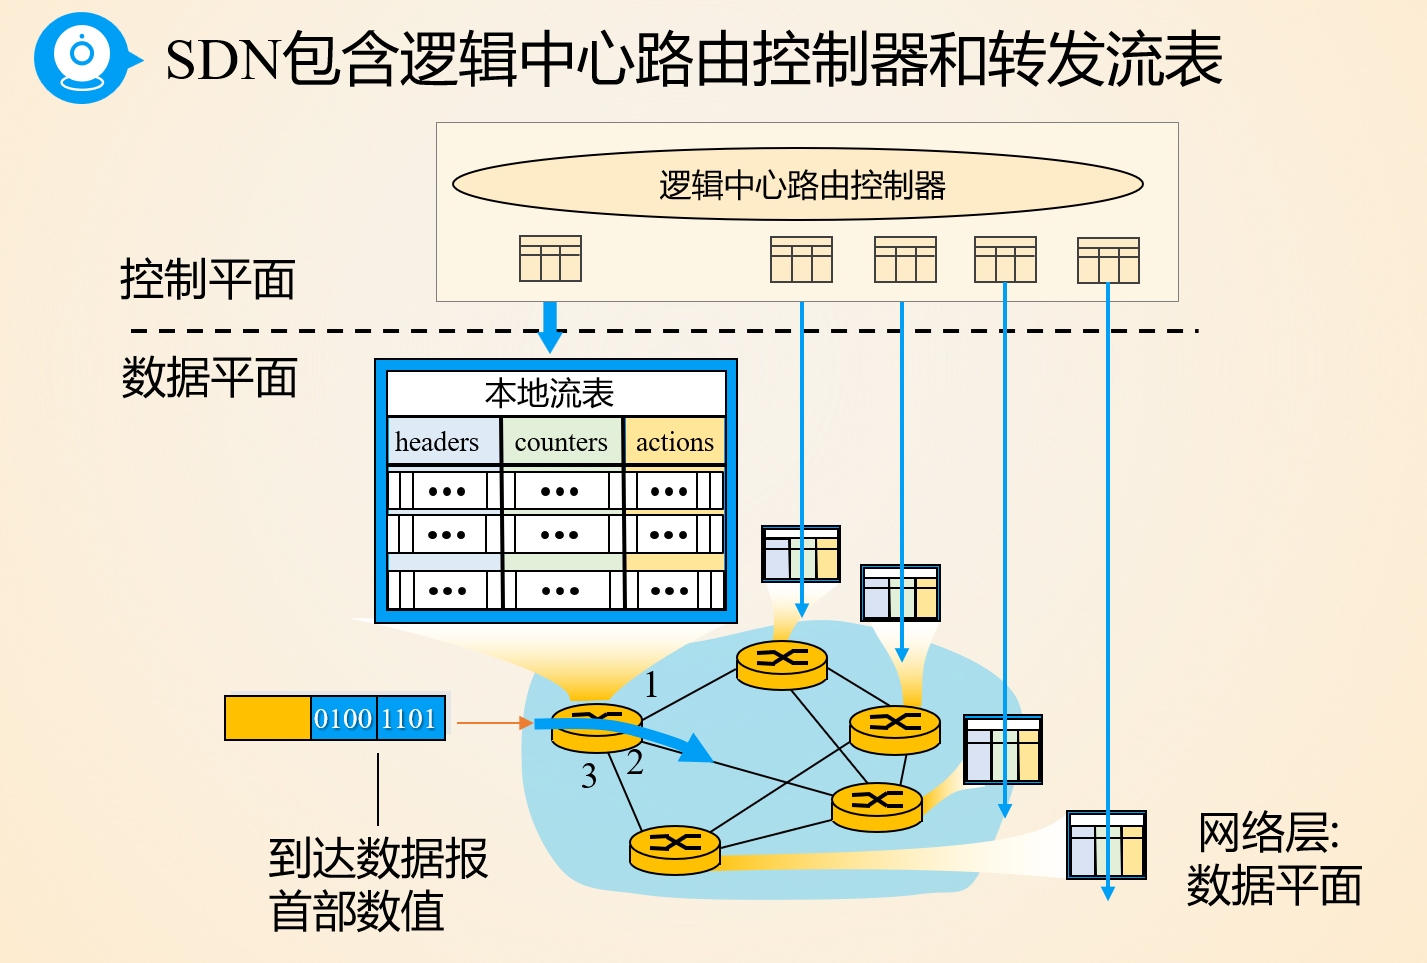 SDN包含逻辑中心路由控制器和转发流表
逻辑中心路由控制器
控制平面
数据平面
本地流表
headers counters actions
0100 1101
1
2
3
到达数据报
首部数值
网络层:
数据平面